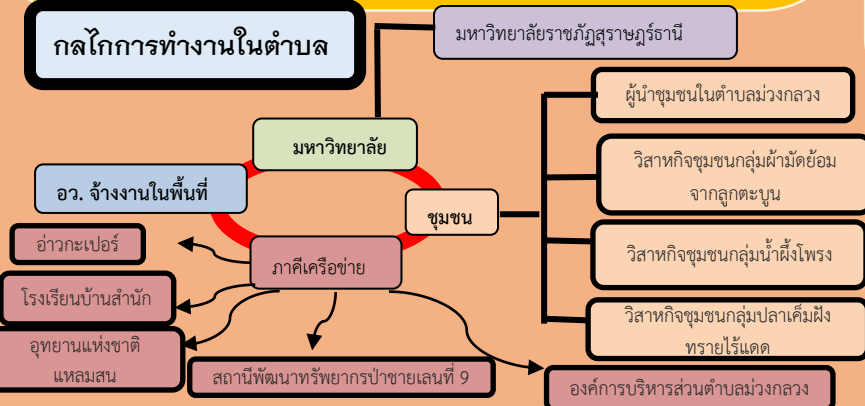 กลไกการทำงานในตำบล
มหาวิทยาลัยราชภัฏสุราษฎร์ธานี
ผู้นำชุมชนในตำบลม่วงกลวง
มหาวิทยาลัย
วิสาหกิจชุมชนกลุ่มผ้ามัดย้อม
จากลูกตะบูน
อว. จ้างงานในพื้นที่
ชุมชน
อ่าวกะเปอร์
ภาคีเครือข่าย
วิสาหกิจชุมชนกลุ่มน้ำผึ้งโพรง
โรงเรียนบ้านสำนัก
วิสาหกิจชุมชนกลุ่มปลาเค็มฝัง
ทรายไร้แดด
อุทยานแห่งชาติ
แหลมสน
สถานีพัฒนาทรัพยากรป่าชายเลนที่ 9
องค์การบริหารส่วนตำบลม่วงกลวง